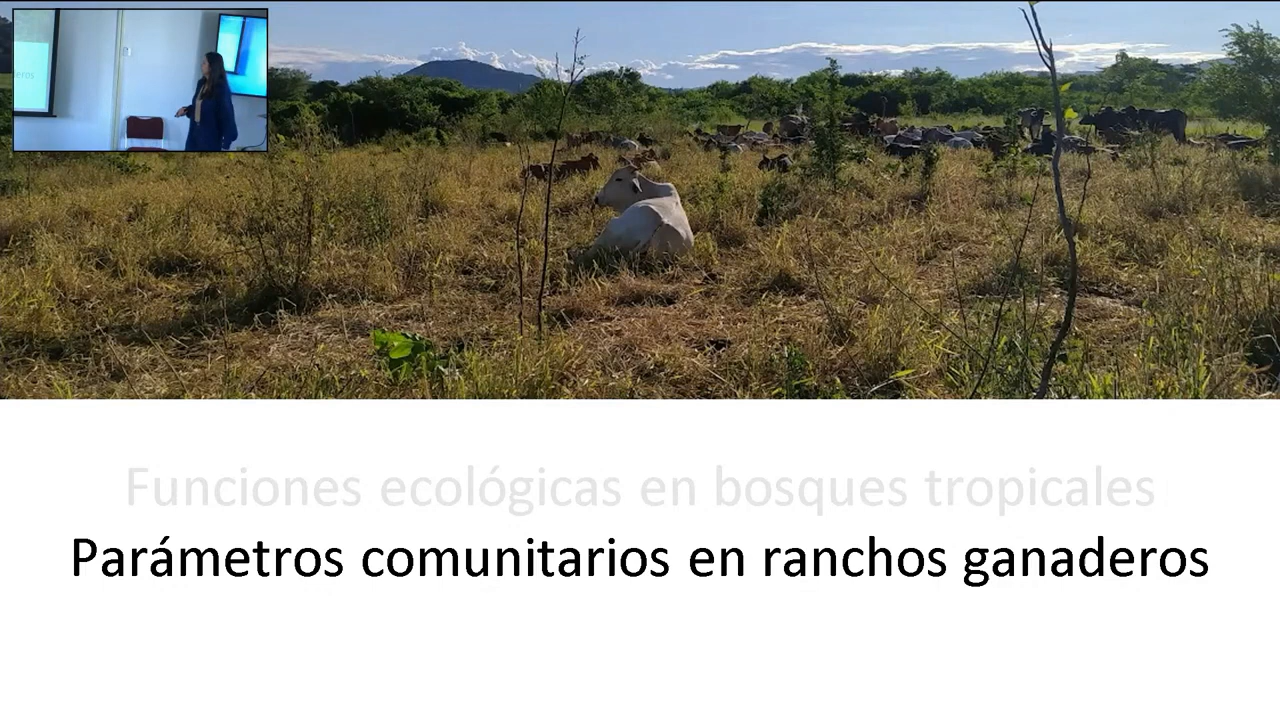 Funciones ecológicas en bosques tropicales
Parámetros comunitarios en ranchos ganaderos